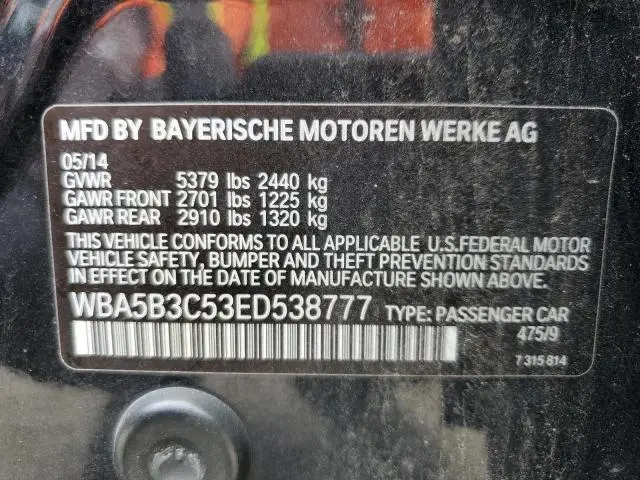 MFD BY BAYERISCHE MOTOREN WERKE AG
05/14
GVWR 5379 lbs 2440 kg
GAWR FRONT 2701 lbs 1225 kg
GAWR REAR 2910 lbs 1320 kg
THIS VEHICLE CONFORMS TO ALL APPLICABLE U.S.FEDERAL MOTOR
VEHICLE SAFETY, BUMPER AND THEFT PREVENTION STANDARDS
IN EFFECT ON THE DATE OF MANUFACTURE SHOWN ABOVE.
WBA5B3C53ED538777 TYPE: PASSENGER CAR
475/9
7 315 814